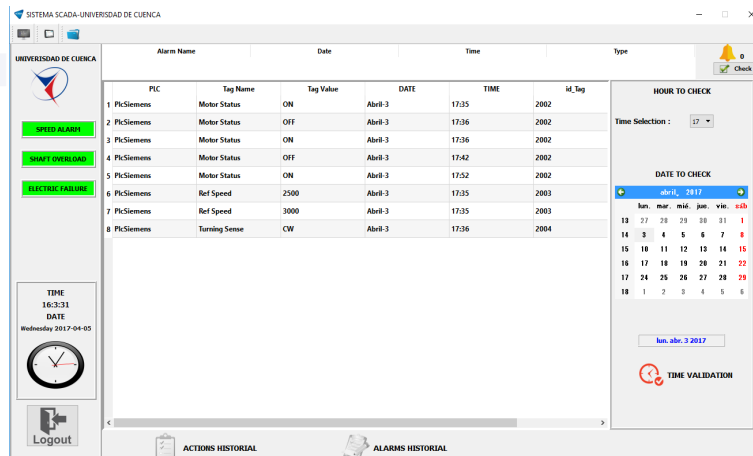 SISTEMA SCADA-UNIVERISDAD DE CUENCA
UNIVERISDAD DE CUENCA
SPEED ALARM
SHAFT OVERLOAD
ELECTRIC FAILURE
TIME
16:3:31
DATE
Wednesday 2017-04-05
Logout
Alarm Name Date Time Type
0
Check
PLC Tag Name Tag Value DATE TIME id_Tag
1 PlcSiemens Motor Status ON Abril-3 17:35 2002
2 PlcSiemens Motor Status OFF Abril-3 17:36 2002
3 PlcSiemens Motor Status ON Abril-3 17:36 2002
4 PlcSiemens Motor Status OFF Abril-3 17:42 2002
5 PlcSiemens Motor Status ON Abril-3 17:52 2002
6 PlcSiemens Ref Speed 2500 Abril-3 17:35 2003
7 PlcSiemens Ref Speed 3000 Abril-3 17:35 2003
8 PlcSiemens Turning Sense CW Abril-3 17:36 2004
HOUR TO CHECK
Time Selection : 17
DATE TO CHECK
abril, 2017
lun. mar. mié. jue. vie. sáb
13 27 28 29 30 31 1
14 3 4 5 6 7 8
15 10 11 12 13 14 15
16 17 18 19 20 21 22
17 24 25 26 27 28 29
18 1 2 3 4 5 6
lun. abr. 3 2017
TIME VALIDATION
ACTIONS HISTORIAL
ALARMS HISTORIAL